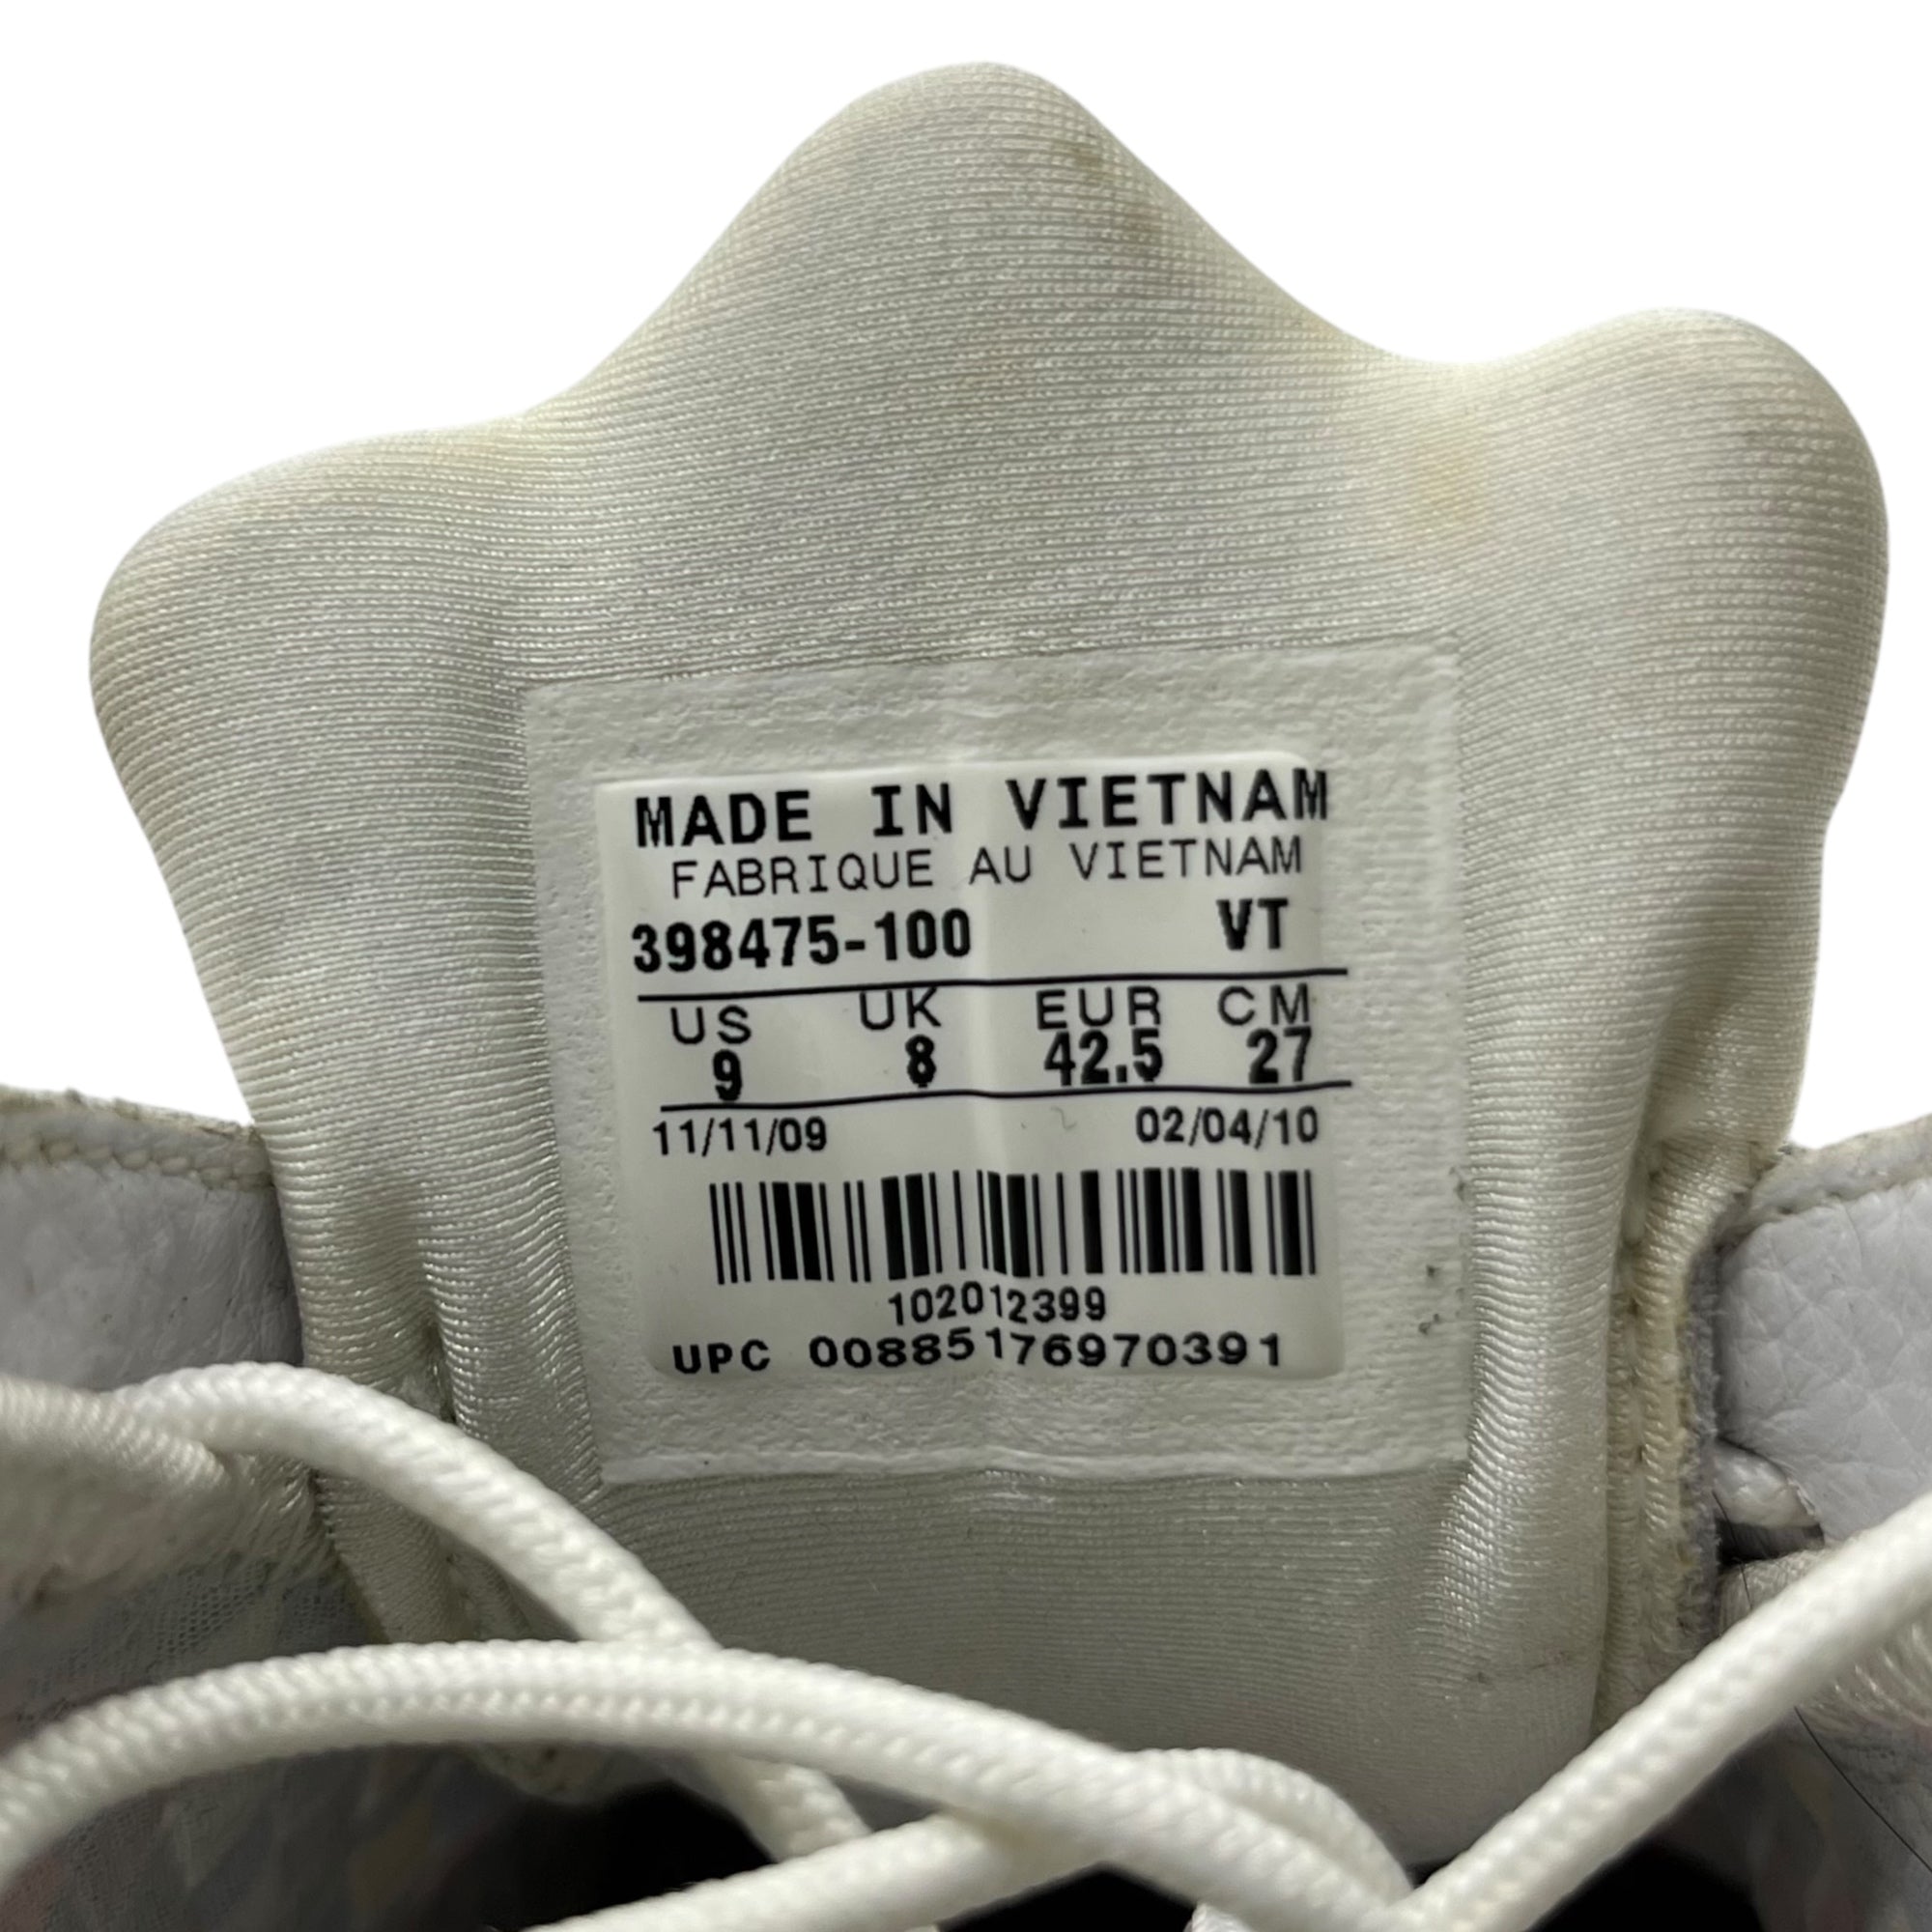 MADE IN VIETNAM
FABRIQUE AU VIETNAM
398475-100 VT
US UK EUR CM
9 8 42.5 27
11/11/09 02/04/10
102012399
UPC 00885176970391